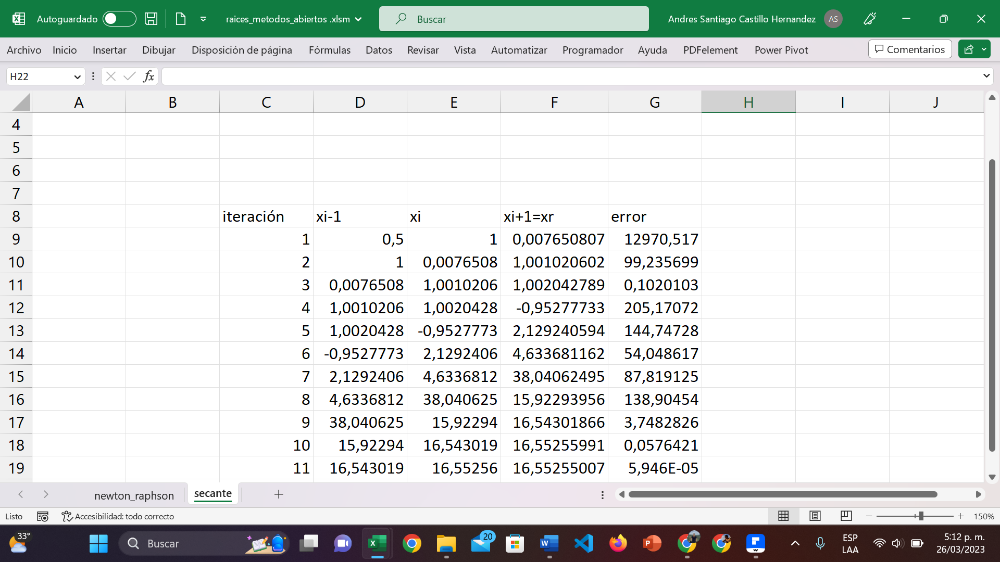 Autoguardado raices_metodos_abiertos .xlsm Buscar Andres Santiago Castillo Hernandez AS
Archivo Inicio Insertar Dibujar Disposición de página Fórmulas Datos Revisar Vista Automatizar Programador Ayuda PDFelement Power Pivot Comentarios
H22 fx
A B C D E F G H I J
4
5
6
7
8 iteración xi-1 xi xi+1=xr error
9 1 0,5 1 0,007650807 12970,517
10 2 1 0,0076508 1,001020602 99,235699
11 3 0,0076508 1,0010206 1,002042789 0,1020103
12 4 1,0010206 1,0020428 -0,95277733 205,17072
13 5 1,0020428 -0,9527773 2,129240594 144,74728
14 6 -0,9527773 2,1292406 4,633681162 54,048617
15 7 2,1292406 4,6336812 38,04062495 87,819125
16 8 4,6336812 38,040625 15,92293956 138,90454
17 9 38,040625 15,92294 16,54301866 3,7482826
18 10 15,92294 16,543019 16,55255991 0,0576421
19 11 16,543019 16,55256 16,55255007 5,946E-05
newton_raphson secante
Listo Accesibilidad: todo correcto 150%
33° Buscar 20 ESP 5:12 p. m.
LAA 26/03/2023